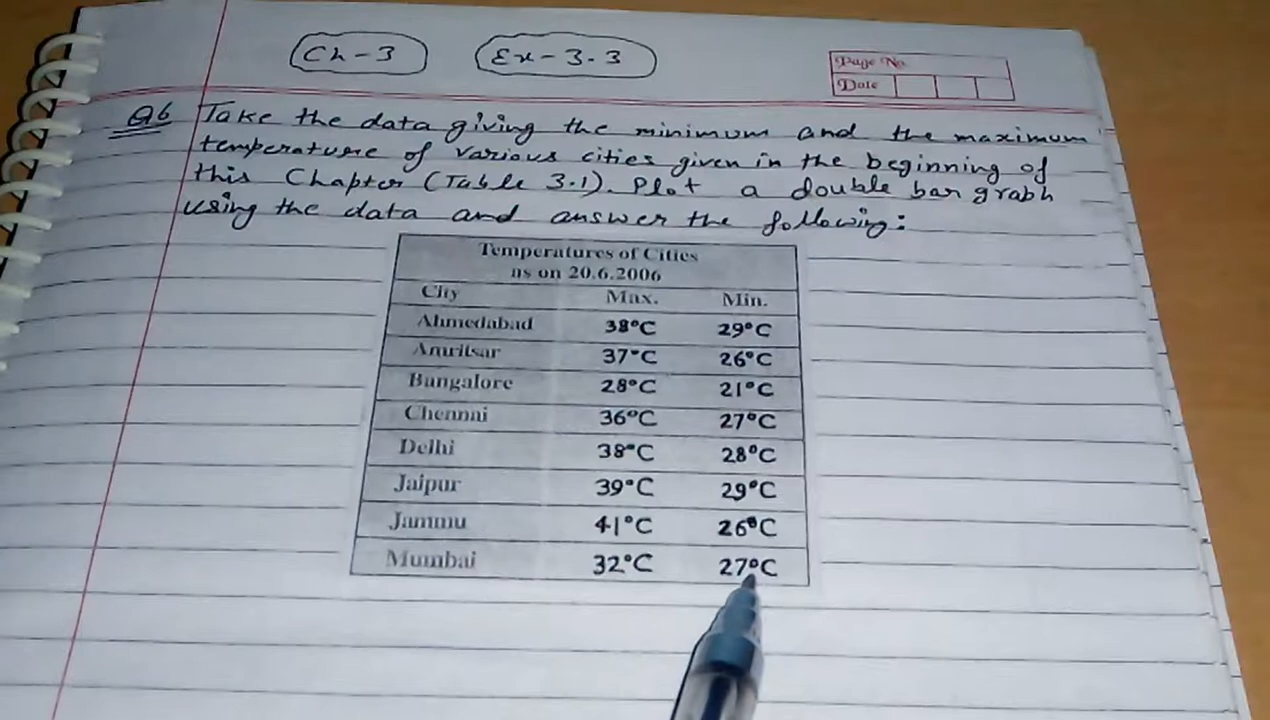 Ch-3 Ex-3.3
Page No.
Date
Q6 Take the data giving the minimum and the maximum
temperature of various cities given in the beginning of
this Chapter (Table 3.1). Plot a double bar graph
using the data and answer the following:
Temperatures of Cities
as on 20.6.2006
City Max. Min.
Ahmedabad 38°C 29°C
Amritsar 37°C 26°C
Bangalore 28°C 21°C
Chennai 36°C 27°C
Delhi 38°C 28°C
Jaipur 39°C 29°C
Jammu 41°C 26°C
Mumbai 32°C 27°C